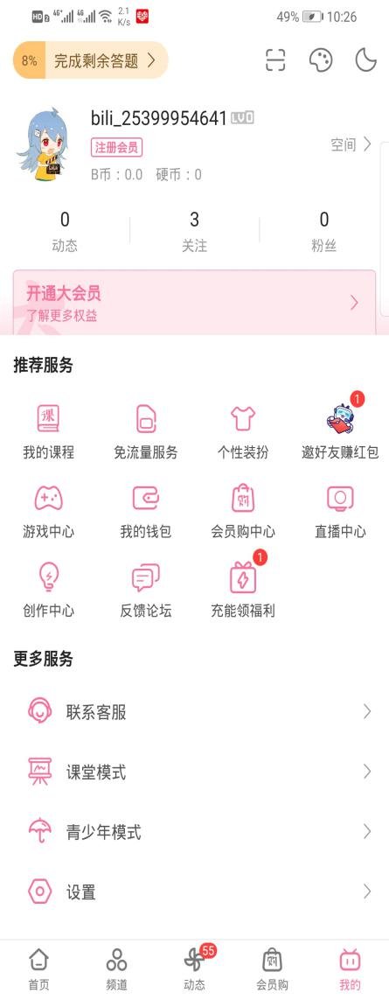 HD 2 4G+ 4G 2.1 K/s 49% 10:26
8% 完成剩余答题
bili_25399954641 LV0
注册会员
空间
B币：0.0 硬币：0
0 3 0
动态 关注 粉丝
开通大会员
了解更多权益
推荐服务
课 1
我的课程 免流量服务 个性装扮 邀好友赚红包
购
游戏中心 我的钱包 会员购中心 直播中心
1
创作中心 反馈论坛 充能领福利
更多服务
联系客服
课堂模式
青少年模式
设置
55 购
首页 频道 动态 会员购 我的